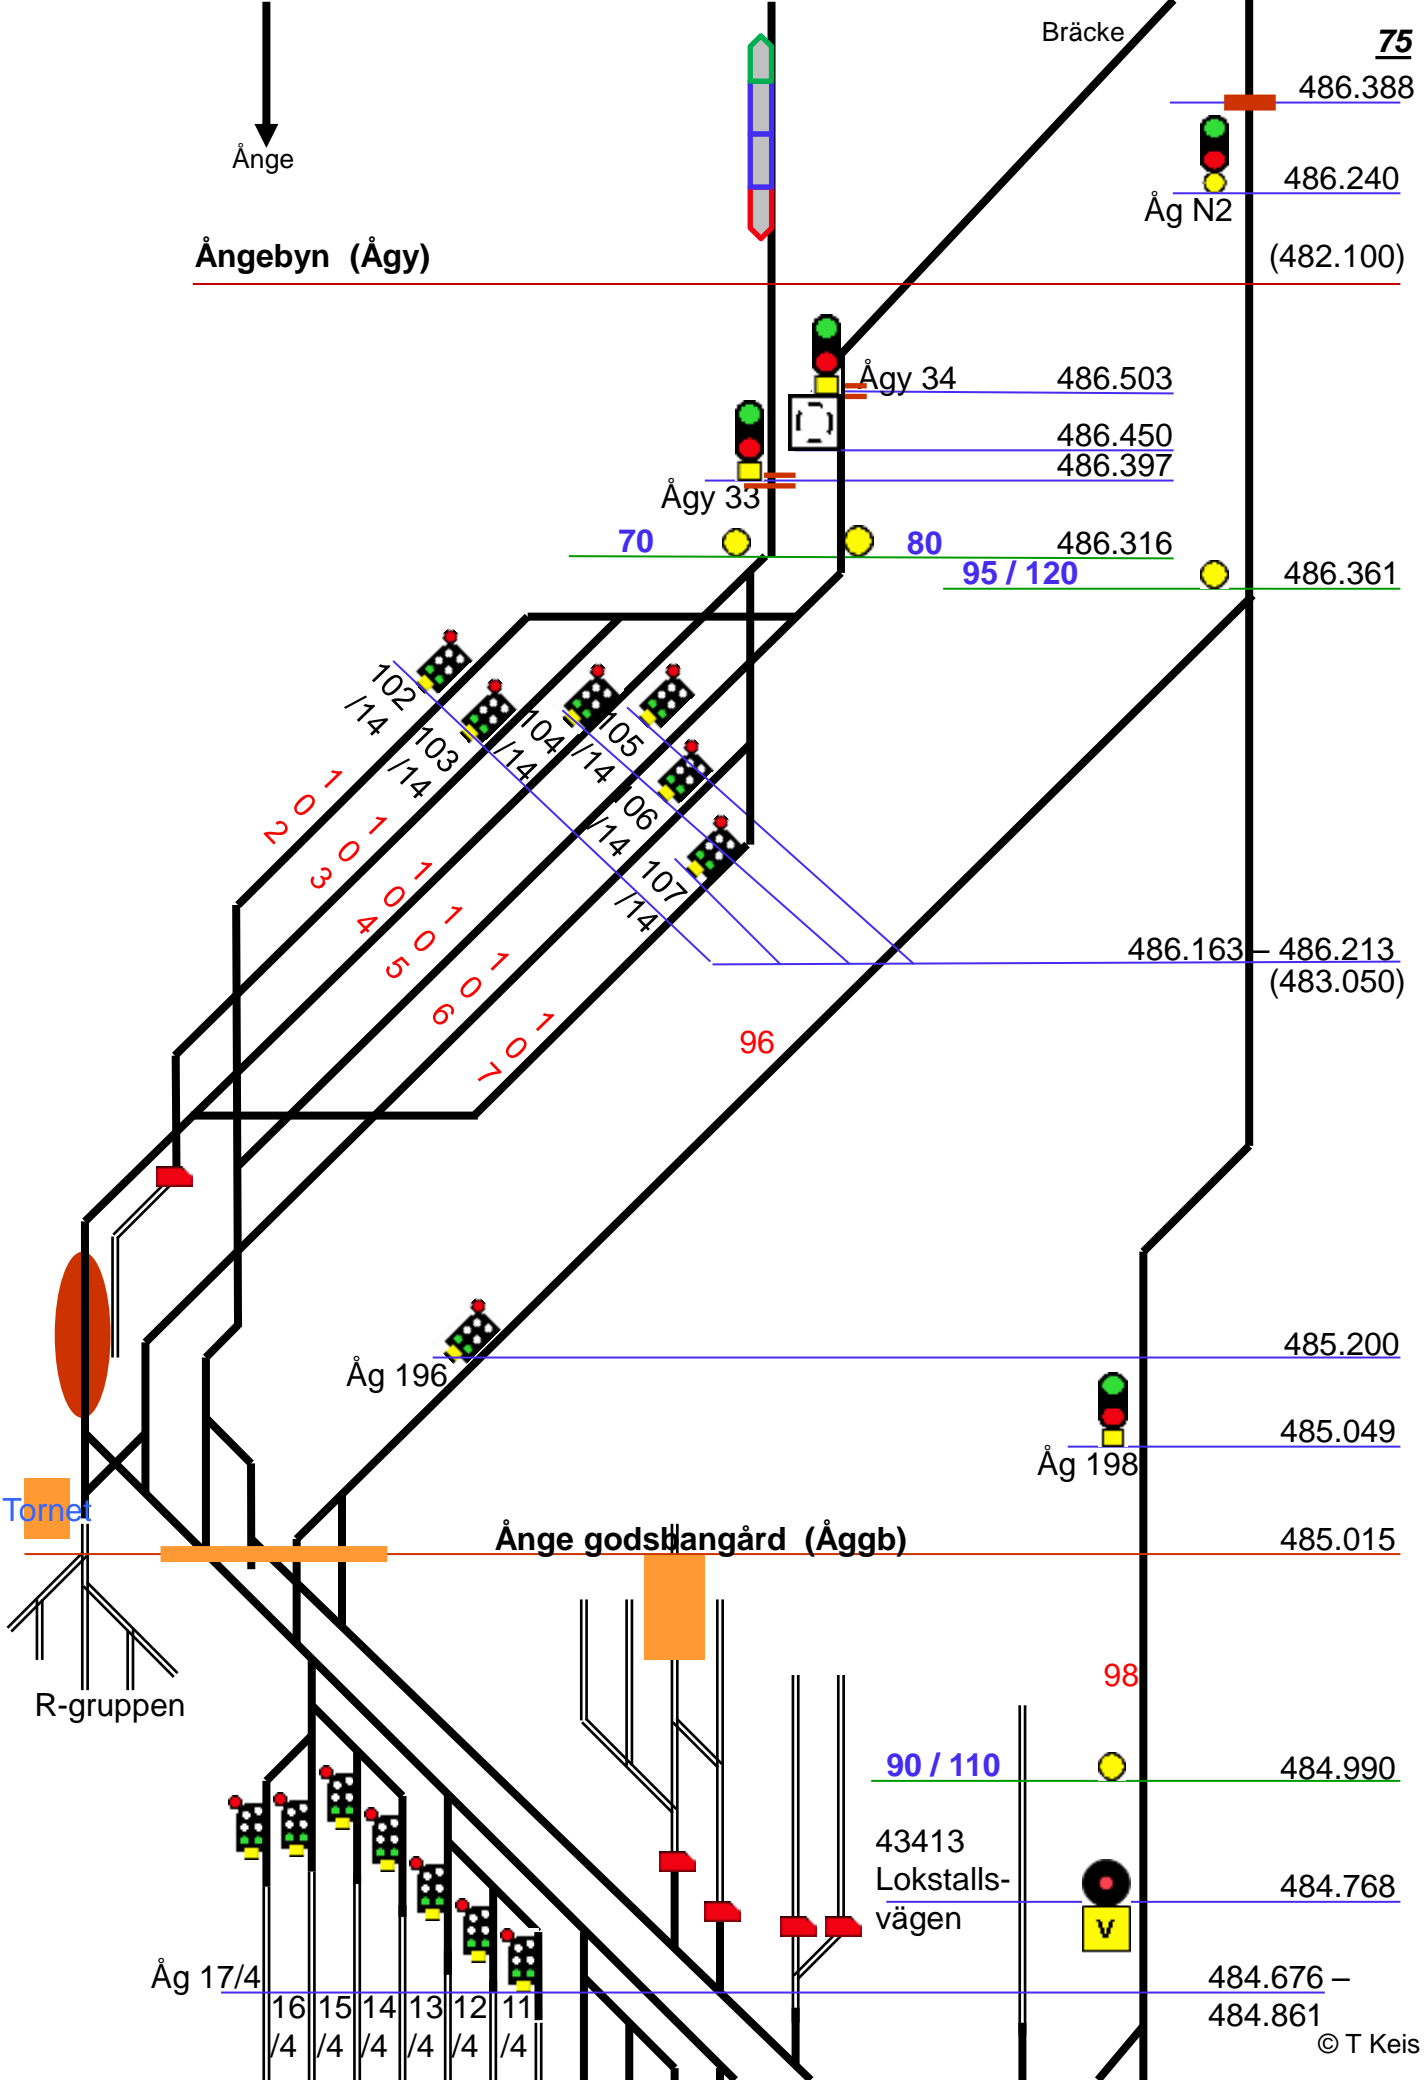 Bräcke
75
486.388
Ånge
486.240
Åg N2
Ångebyn (Ågy)
(482.100)
Ågy 34
486.503
486.450
486.397
Ågy 33
70
80
486.316
95 / 120
486.361
102
/14
103
/14
104
/14
105
/14
06
/14
107
/14
102
103
104
105
106
107
486.163 – 486.213
(483.050)
96
Åg 196
485.200
485.049
Åg 198
Tornet
Ånge godsbangård (Åggb)
485.015
R-gruppen
98
90 / 110
484.990
43413
Lokstalls-
vägen
484.768
V
Åg 17/4
16
/4
15
/4
14
/4
13
/4
12
/4
11
/4
484.676 –
484.861
© T Keis